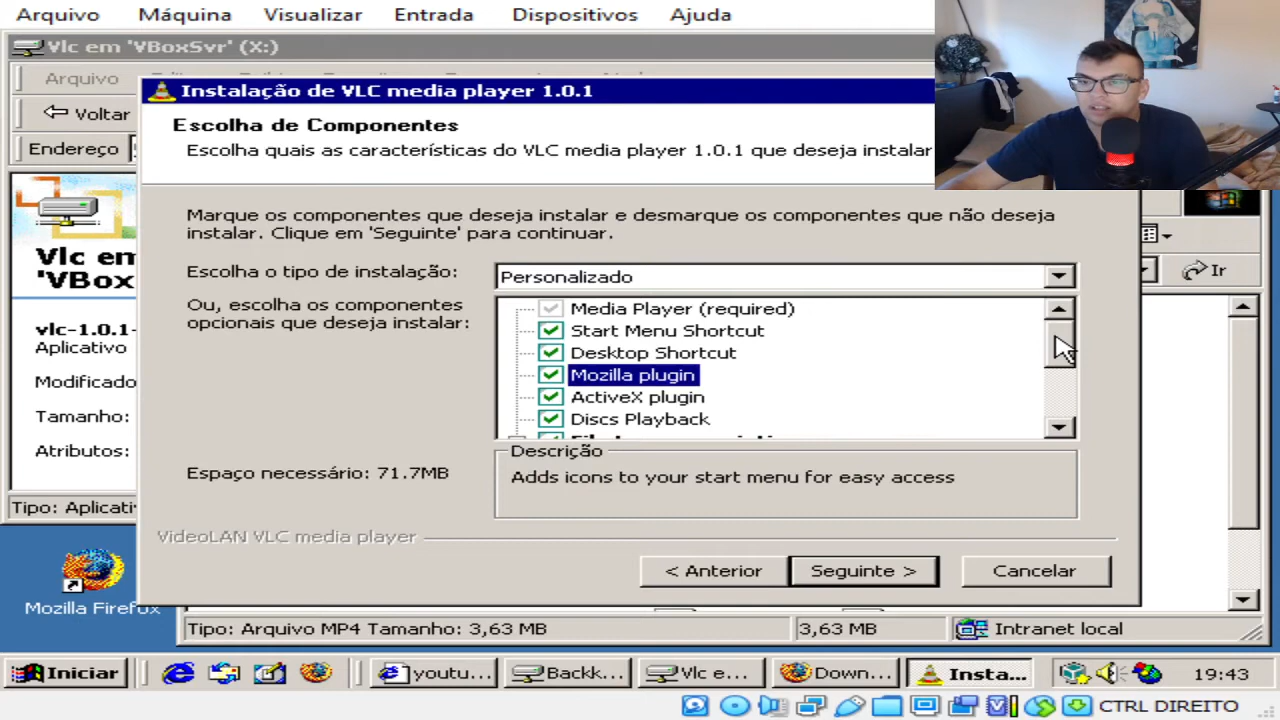 Arquivo Máquina Visualizar Entrada Dispositivos Ajuda
Vlc em 'VBoxSvr' (X:)
Arquivo
Instalação de VLC media player 1.0.1
Voltar
Escolha de Componentes
Endereço
Escolha quais as características do VLC media player 1.0.1 que deseja instalar
Marque os componentes que deseja instalar e desmarque os componentes que não deseja
instalar. Clique em 'Seguinte' para continuar.
Vlc em
'VBox
Ir
Escolha o tipo de instalação: Personalizado
Ou, escolha os componentes
opcionais que deseja instalar:
Media Player (required)
Start Menu Shortcut
Desktop Shortcut
Mozilla plugin
ActiveX plugin
Discs Playback
vlc-1.0.1-
Aplicativo
Modificado
Tamanho:
Atributos:
Espaço necessário: 71.7MB
Descrição
Adds icons to your start menu for easy access
Tipo: Aplicati
VideoLAN VLC media player
< Anterior Seguinte > Cancelar
Mozilla Firefox
Tipo: Arquivo MP4 Tamanho: 3,63 MB 3,63 MB Intranet local
Iniciar youtu... Backk... Vlc e... Down... Insta... 19:43
CTRL DIREITO